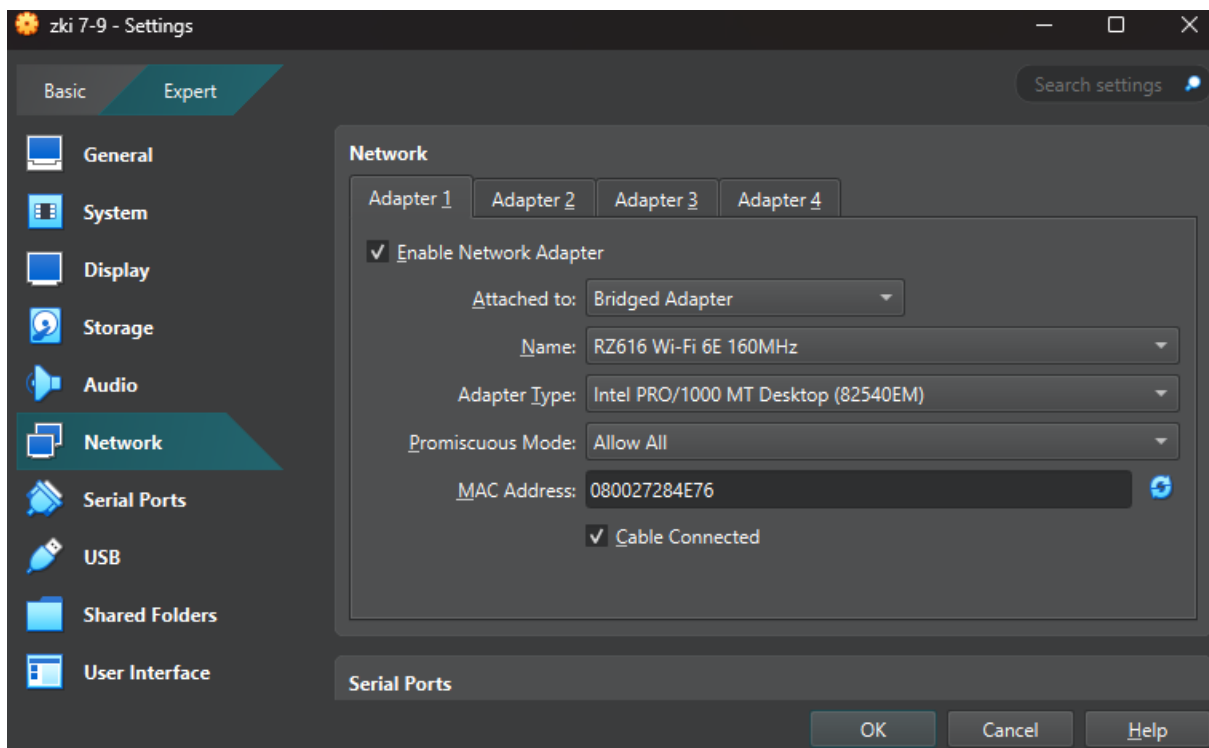 zki 7-9 - Settings
Basic
Expert
Search settings
General
System
Display
Storage
Audio
Network
Serial Ports
USB
Shared Folders
User Interface
Network
Adapter 1
Adapter 2
Adapter 3
Adapter 4
Enable Network Adapter
Attached to: Bridged Adapter
Name: RZ616 Wi-Fi 6E 160MHz
Adapter Type: Intel PRO/1000 MT Desktop (82540EM)
Promiscuous Mode: Allow All
MAC Address: 080027284E76
Cable Connected
Serial Ports
OK
Cancel
Help